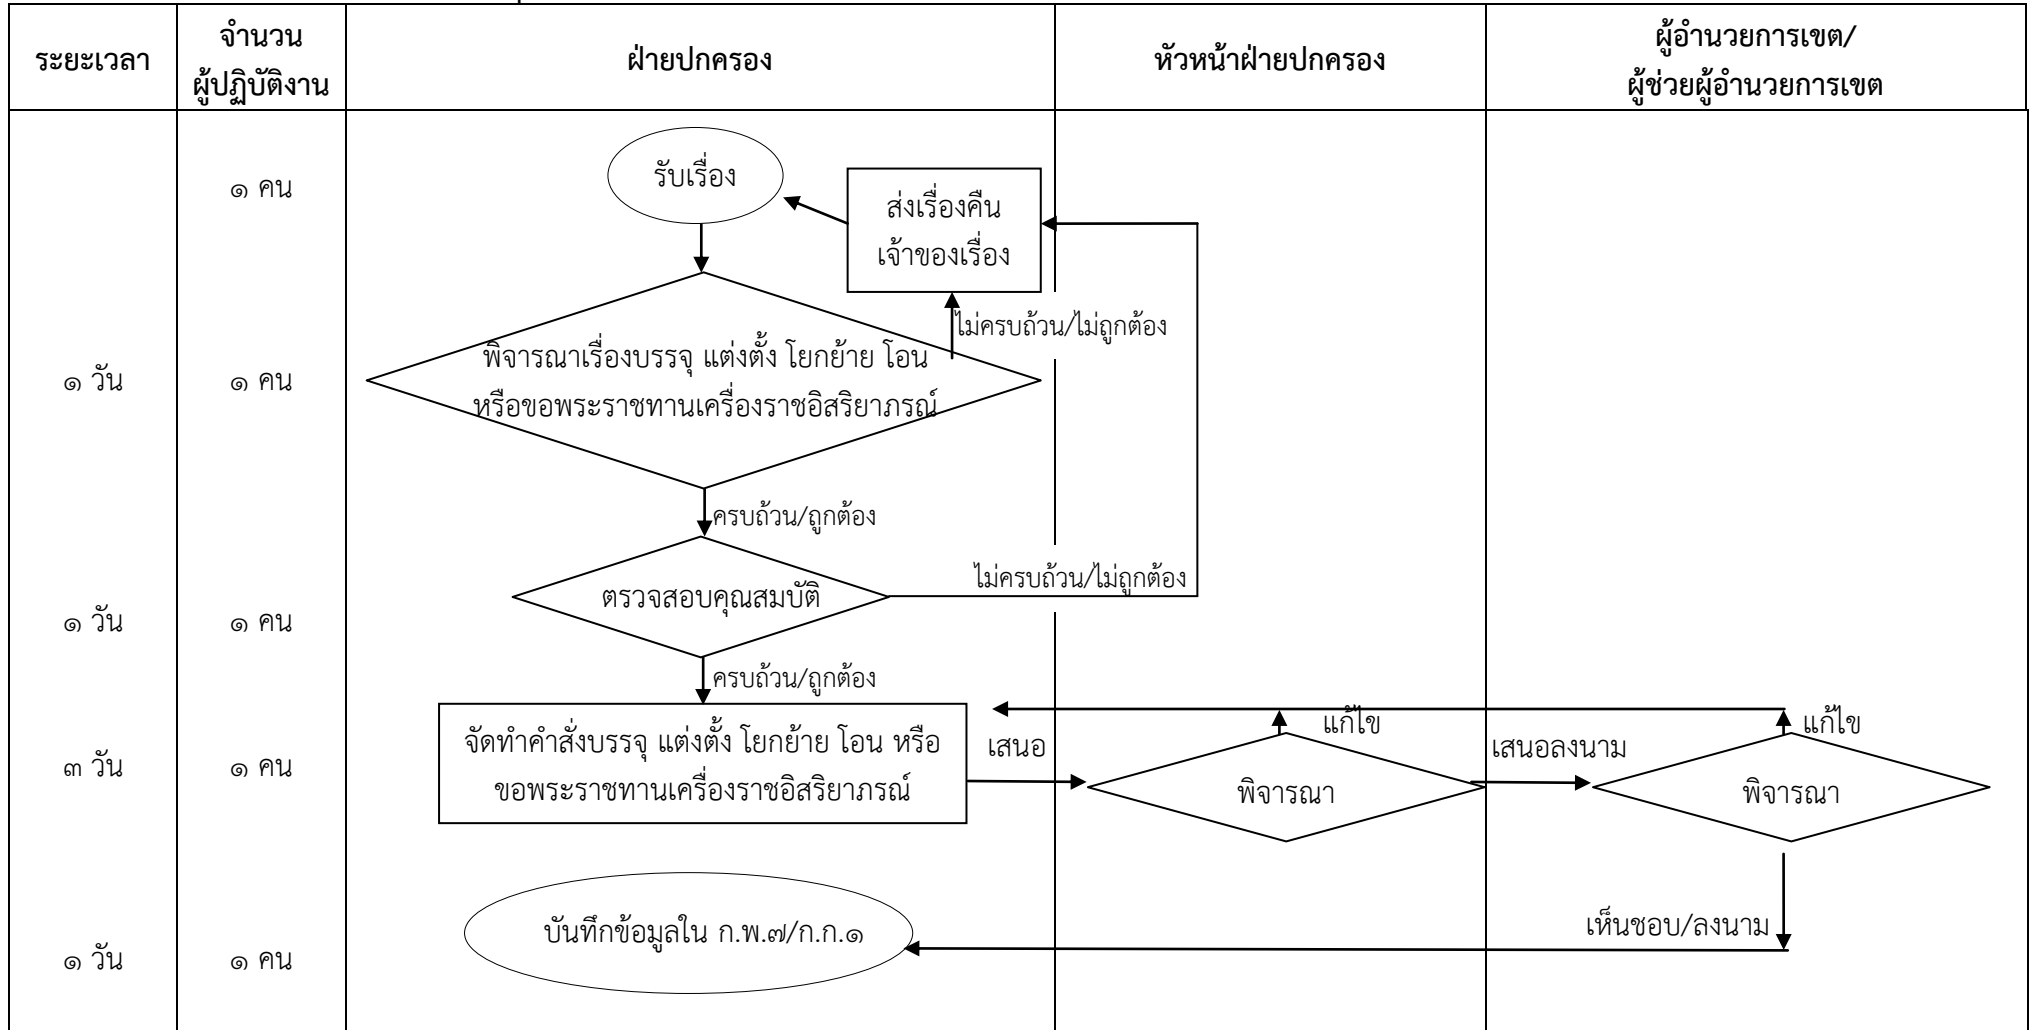 ระยะเวลา
จำนวน
ผู้ปฏิบัติงาน
ฝ่ายปกครอง
หัวหน้าฝ่ายปกครอง
ผู้อำนวยการเขต/
ผู้ช่วยผู้อำนวยการเขต
๑ คน
รับเรื่อง
ส่งเรื่องคืน
เจ้าของเรื่อง
ไม่ครบถ้วน/ไม่ถูกต้อง
๑ วัน
๑ คน
พิจารณาเรื่องบรรจุ แต่งตั้ง โยกย้าย โอน
หรือขอพระราชทานเครื่องราชอิสริยาภรณ์
ครบถ้วน/ถูกต้อง
๑ วัน
๑ คน
ตรวจสอบคุณสมบัติ
ไม่ครบถ้วน/ไม่ถูกต้อง
ครบถ้วน/ถูกต้อง
๓ วัน
๑ คน
จัดทำคำสั่งบรรจุ แต่งตั้ง โยกย้าย โอน หรือ
ขอพระราชทานเครื่องราชอิสริยาภรณ์
เสนอ
แก้ไข
พิจารณา
เสนอลงนาม
แก้ไข
พิจารณา
เห็นชอบ/ลงนาม
๑ วัน
๑ คน
บันทึกข้อมูลใน ก.พ.๗/ก.ก.๑